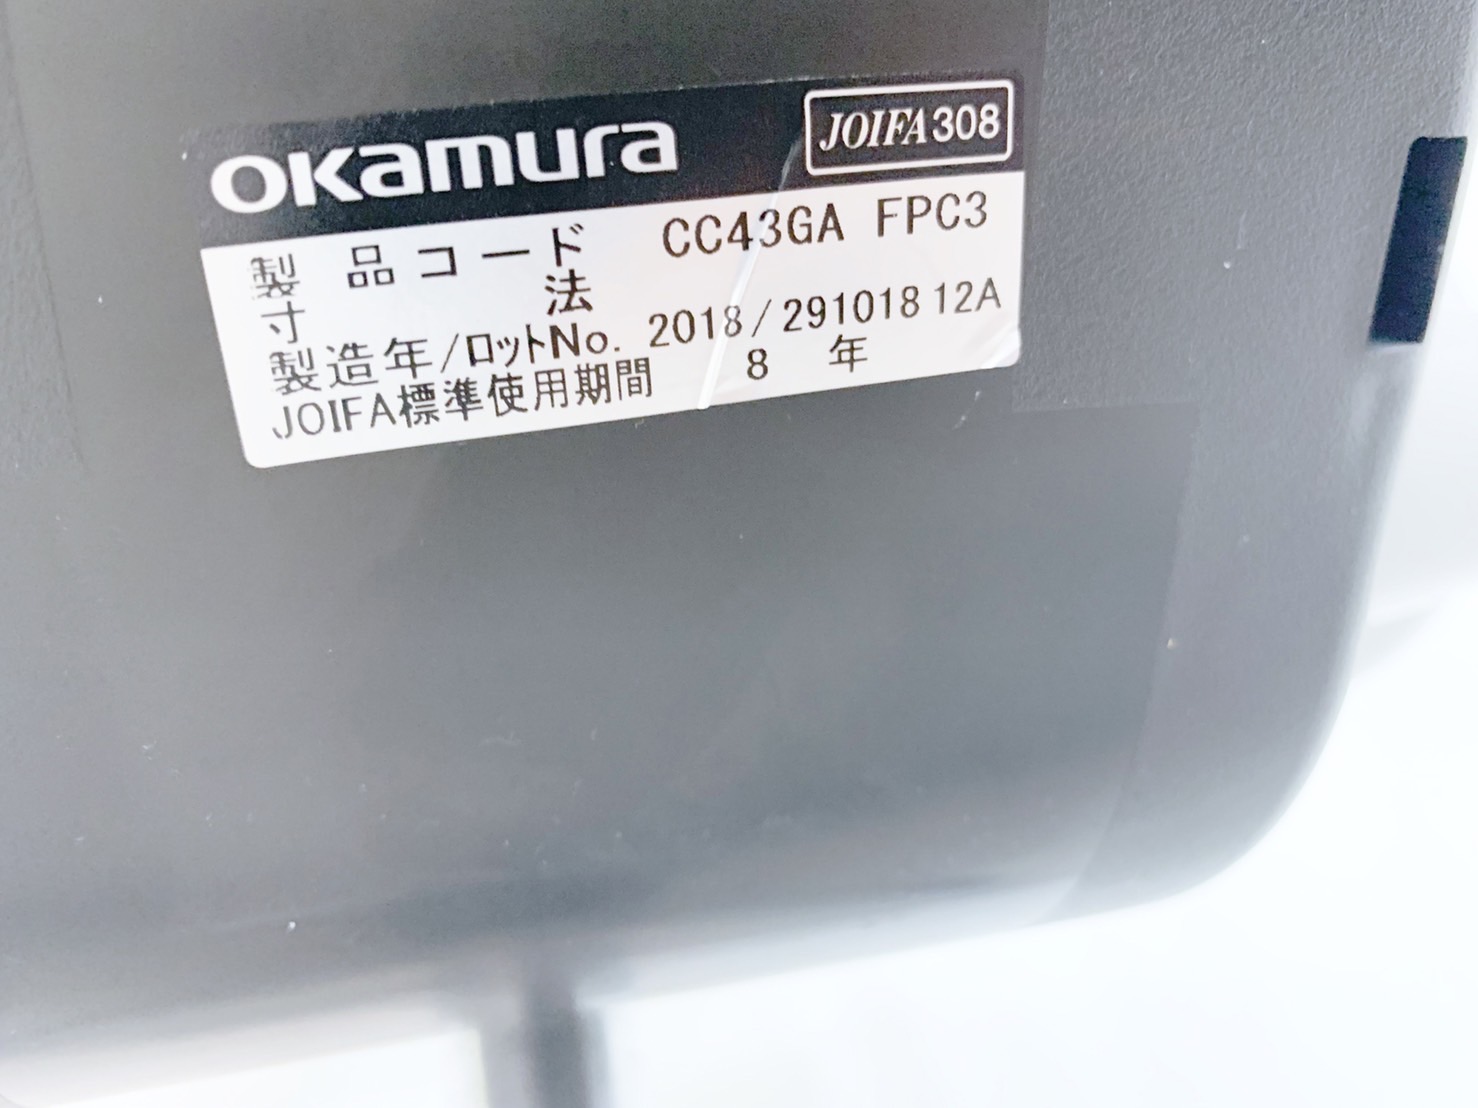 OKamura JOIFA308
製品コード CC43GA FPC3
寸法
製造年/ロットNo. 2018/291018 12A
JOIFA標準使用期間 8年